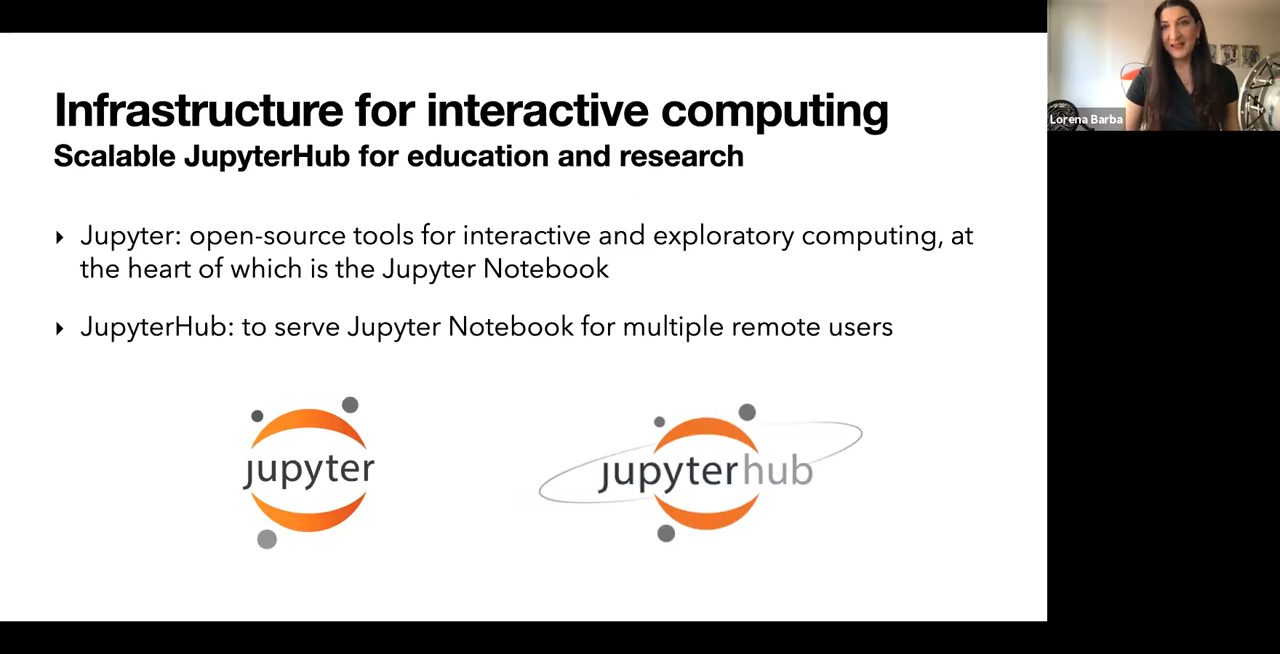 Infrastructure for interactive computing
Scalable JupyterHub for education and research
Jupyter: open-source tools for interactive and exploratory computing, at
the heart of which is the Jupyter Notebook
JupyterHub: to serve Jupyter Notebook for multiple remote users
jupyter
jupyterhub
Lorena Barba